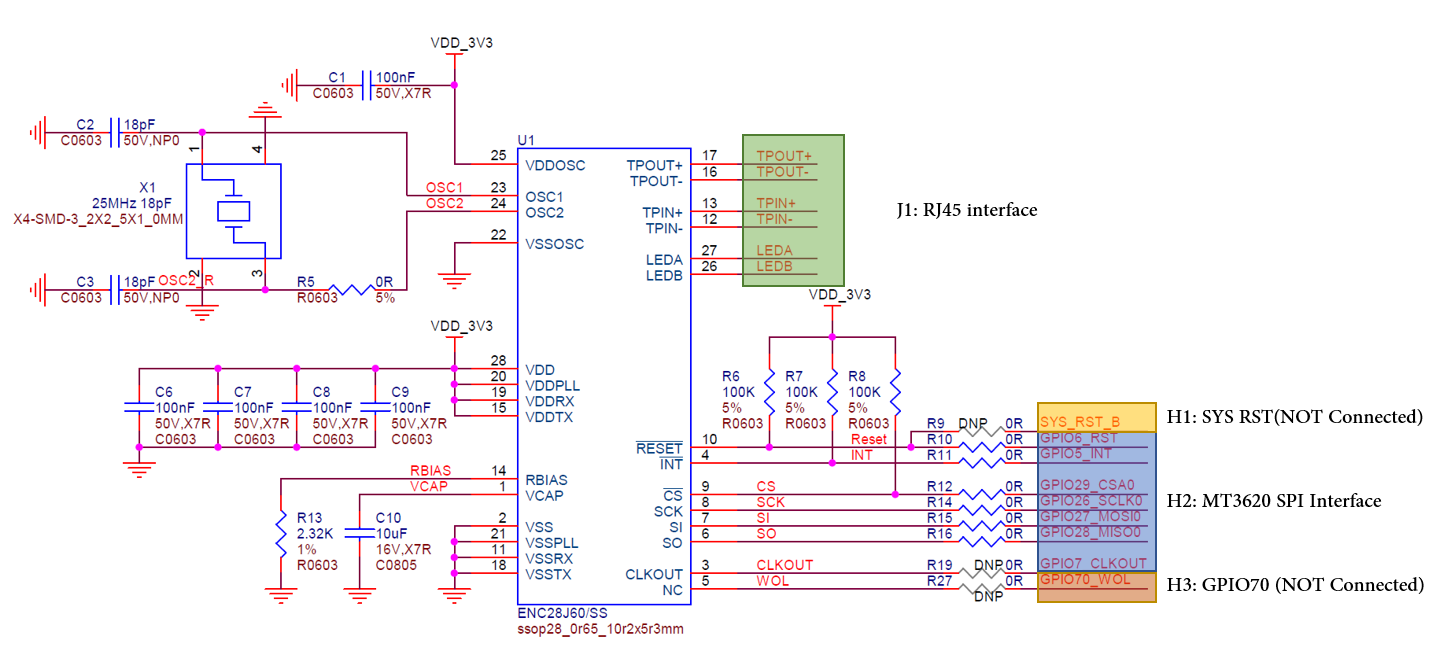 VDD_3V3
C1 100nF
C0603 50V,X7R
C2 18pF
C0603 50V,NP0
1
4
X1
25MHz 18pF
X4-SMD-3_2X2_5X1_0MM
2
3
C3 18pF OSC2_R
C0603 50V,NP0
R5 0R
R0603 5%
OSC1
OSC2
U1
25 VDDOSC
23 OSC1
24 OSC2
22 VSSOSC
VDD_3V3
28 VDD
20 VDDPLL
19 VDDRX
15 VDDTX
C6
100nF
50V,X7R
C0603
C7
100nF
50V,X7R
C0603
C8
100nF
50V,X7R
C0603
C9
100nF
50V,X7R
C0603
RBIAS 14 RBIAS
VCAP 1 VCAP
R13
2.32K
1%
R0603
C10
10uF
16V,X7R
C0805
2 VSS
21 VSSPLL
11 VSSRX
18 VSSTX
ENC28J60/SS
ssop28_0r65_10r2x5r3mm
TPOUT+ 17 TPOUT+
TPOUT- 16 TPOUT-
TPIN+ 13 TPIN+
TPIN- 12 TPIN-
LEDA 27 LEDA
LEDB 26 LEDB
J1: RJ45 interface
VDD_3V3
R6
100K
5%
R0603
R7
100K
5%
R0603
R8
100K
5%
R0603
R9 DNP 0R SYS_RST_B
RESET 10 Reset R10 0R GPIO6_RST
INT 4 INT R11 0R GPIO5_INT
CS 9 CS R12 0R GPIO29_CSA0
SCK 8 SCK R14 0R GPIO26_SCLK0
SI 7 SI R15 0R GPIO27_MOSI0
SO 6 SO R16 0R GPIO28_MISO0
CLKOUT 3 CLKOUT R19 DNP 0R GPIO7_CLKOUT
NC 5 WOL R27 DNP 0R GPIO70_WOL
H1: SYS RST(NOT Connected)
H2: MT3620 SPI Interface
H3: GPIO70 (NOT Connected)